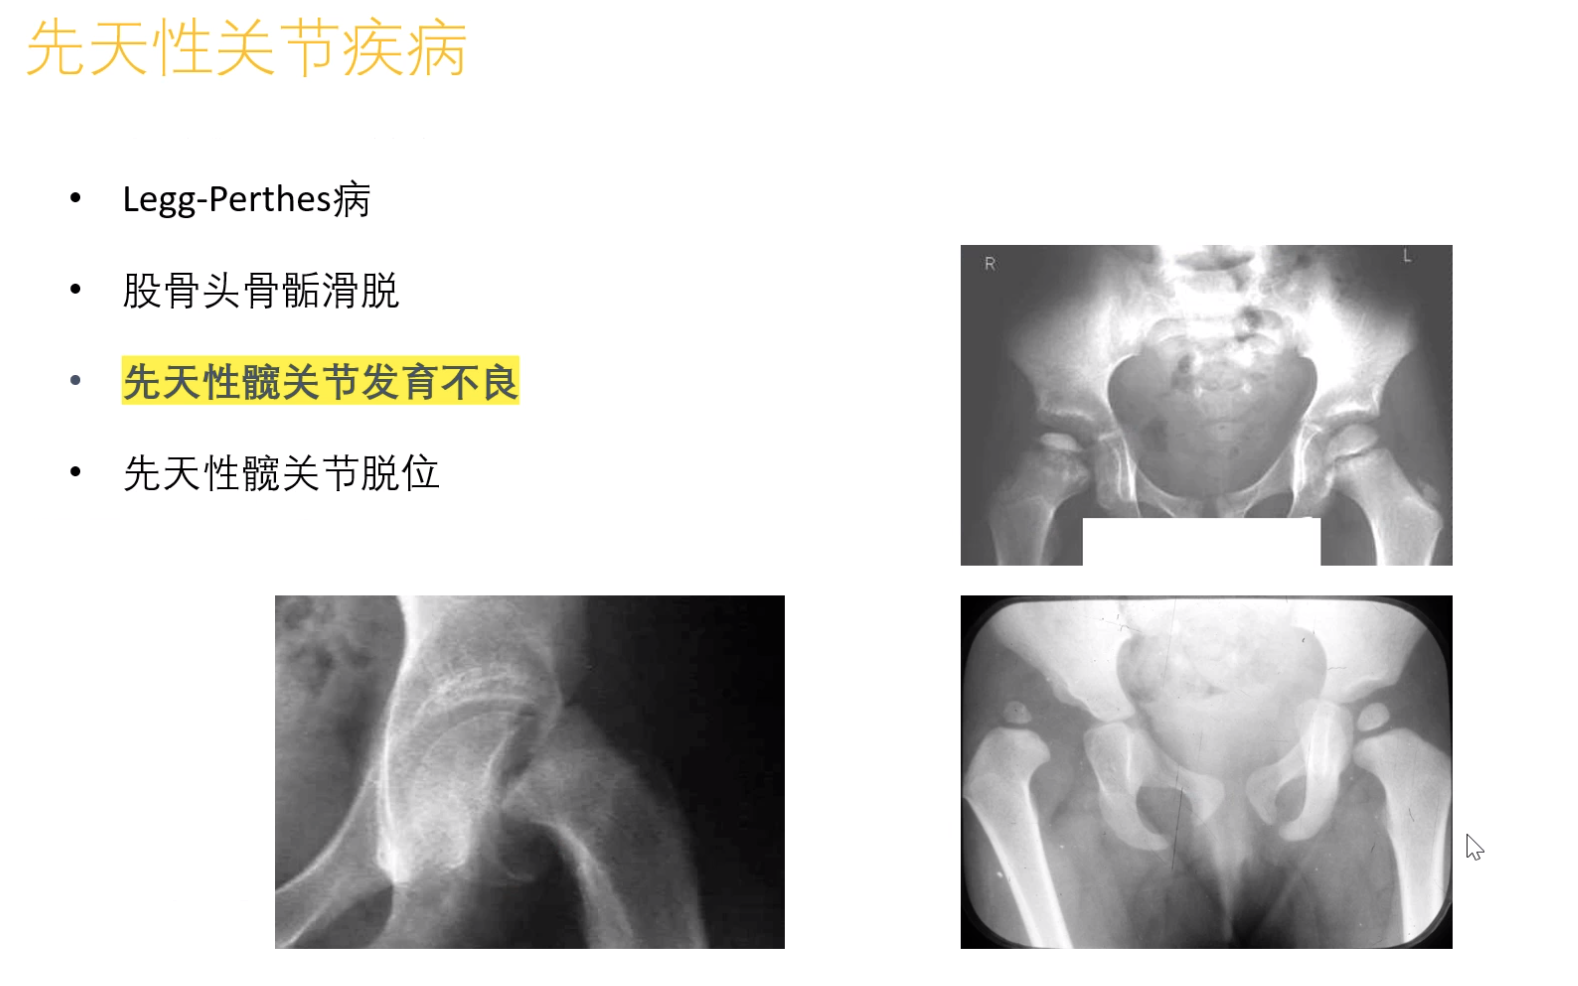 先天性关节疾病
• Legg-Perthes病
• 股骨头骨骺滑脱
• 先天性髋关节发育不良
• 先天性髋关节脱位
R
L